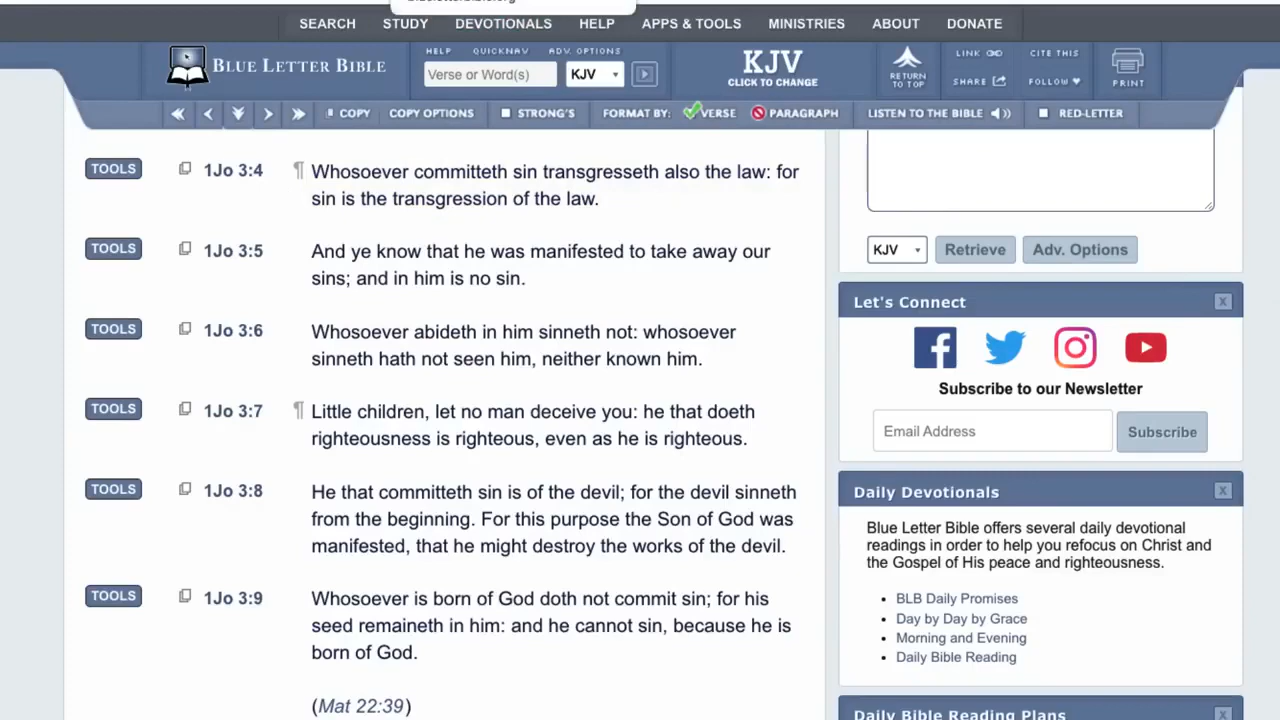 SEARCH STUDY DEVOTIONALS HELP APPS & TOOLS MINISTRIES ABOUT DONATE
BLUE LETTER BIBLE
HELP QUICKNAV ADV. OPTIONS
Verse or Word(s) KJV
KJV
CLICK TO CHANGE
RETURN
TO TOP
LINK CITE THIS
SHARE FOLLOW
PRINT
COPY COPY OPTIONS STRONG'S FORMAT BY: VERSE PARAGRAPH LISTEN TO THE BIBLE RED-LETTER
TOOLS 1Jo 3:4 ¶ Whosoever committeth sin transgresseth also the law: for
sin is the transgression of the law.
TOOLS 1Jo 3:5 And ye know that he was manifested to take away our
sins; and in him is no sin.
TOOLS 1Jo 3:6 Whosoever abideth in him sinneth not: whosoever
sinneth hath not seen him, neither known him.
TOOLS 1Jo 3:7 ¶ Little children, let no man deceive you: he that doeth
righteousness is righteous, even as he is righteous.
TOOLS 1Jo 3:8 He that committeth sin is of the devil; for the devil sinneth
from the beginning. For this purpose the Son of God was
manifested, that he might destroy the works of the devil.
TOOLS 1Jo 3:9 Whosoever is born of God doth not commit sin; for his
seed remaineth in him: and he cannot sin, because he is
born of God.
(Mat 22:39)
KJV Retrieve Adv. Options
Let's Connect X
Subscribe to our Newsletter
Email Address Subscribe
Daily Devotionals X
Blue Letter Bible offers several daily devotional
readings in order to help you refocus on Christ and
the Gospel of His peace and righteousness.
• BLB Daily Promises
• Day by Day by Grace
• Morning and Evening
• Daily Bible Reading
Daily Bible Reading Plans X